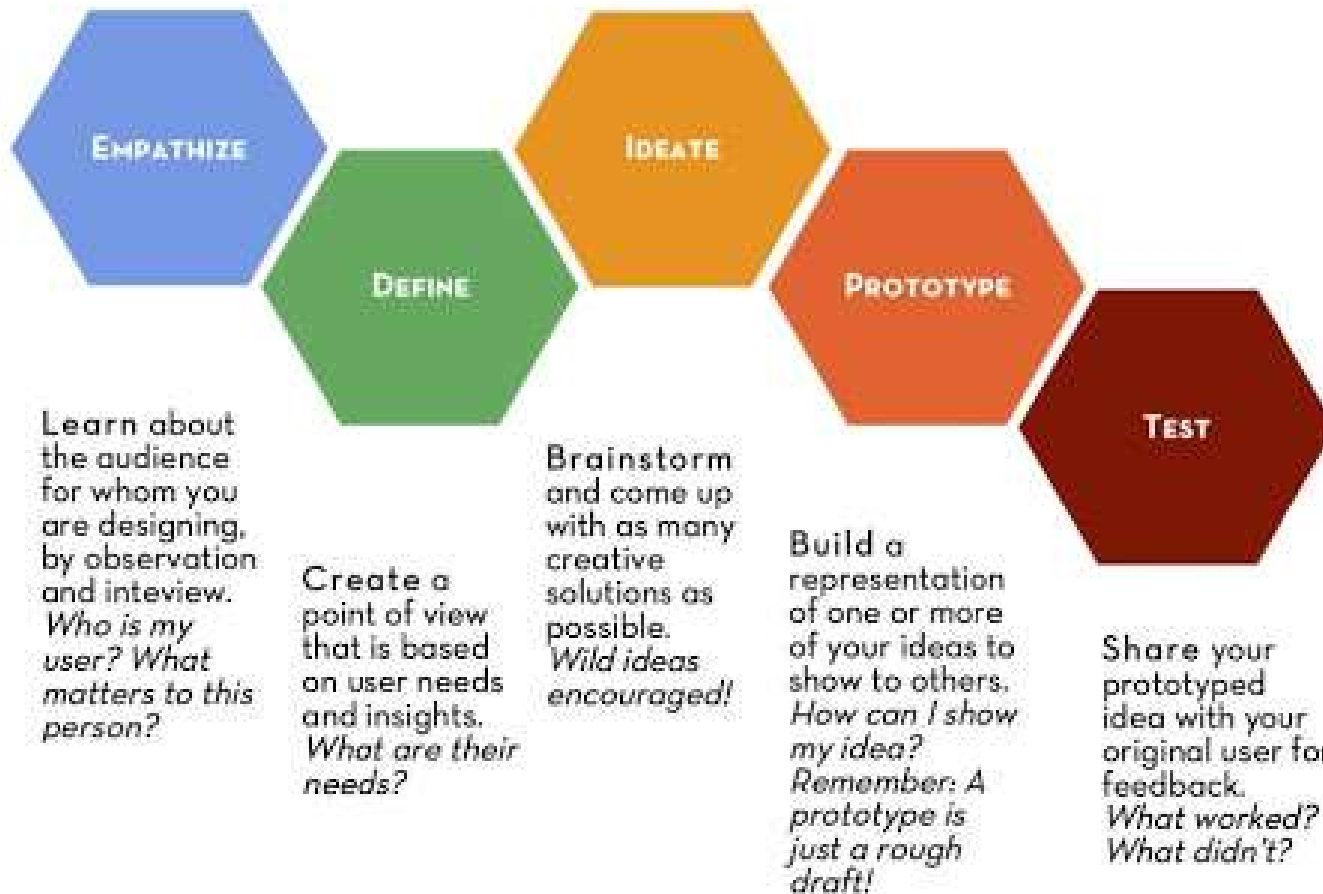 EMPATHIZE
Learn about
the audience
for whom you
are designing,
by observation
and inteview.
Who is my
user? What
matters to this
person?
DEFINE
Create a
point of view
that is based
on user needs
and insights.
What are their
needs?
IDEATE
Brainstorm
and come up
with as many
creative
solutions as
possible.
Wild ideas
encouraged!
PROTOTYPE
Build a
representation
of one or more
of your ideas to
show to others.
How can I show
my idea?
Remember: A
prototype is
just a rough
draft!
TEST
Share your
prototyped
idea with your
original user for
feedback.
What worked?
What didn't?